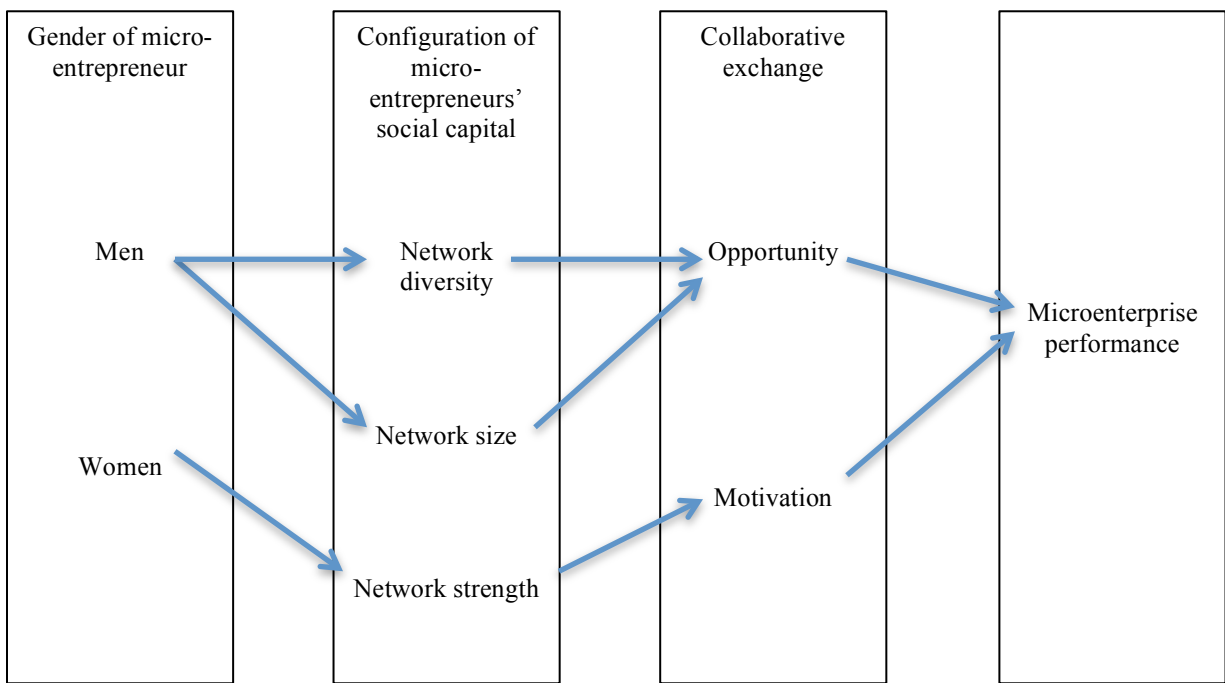 Gender of micro-
entrepreneur
Configuration of
micro-
entrepreneurs’
social capital
Collaborative
exchange
Men
Network
diversity
Opportunity
Microenterprise
performance
Network size
Women
Motivation
Network strength